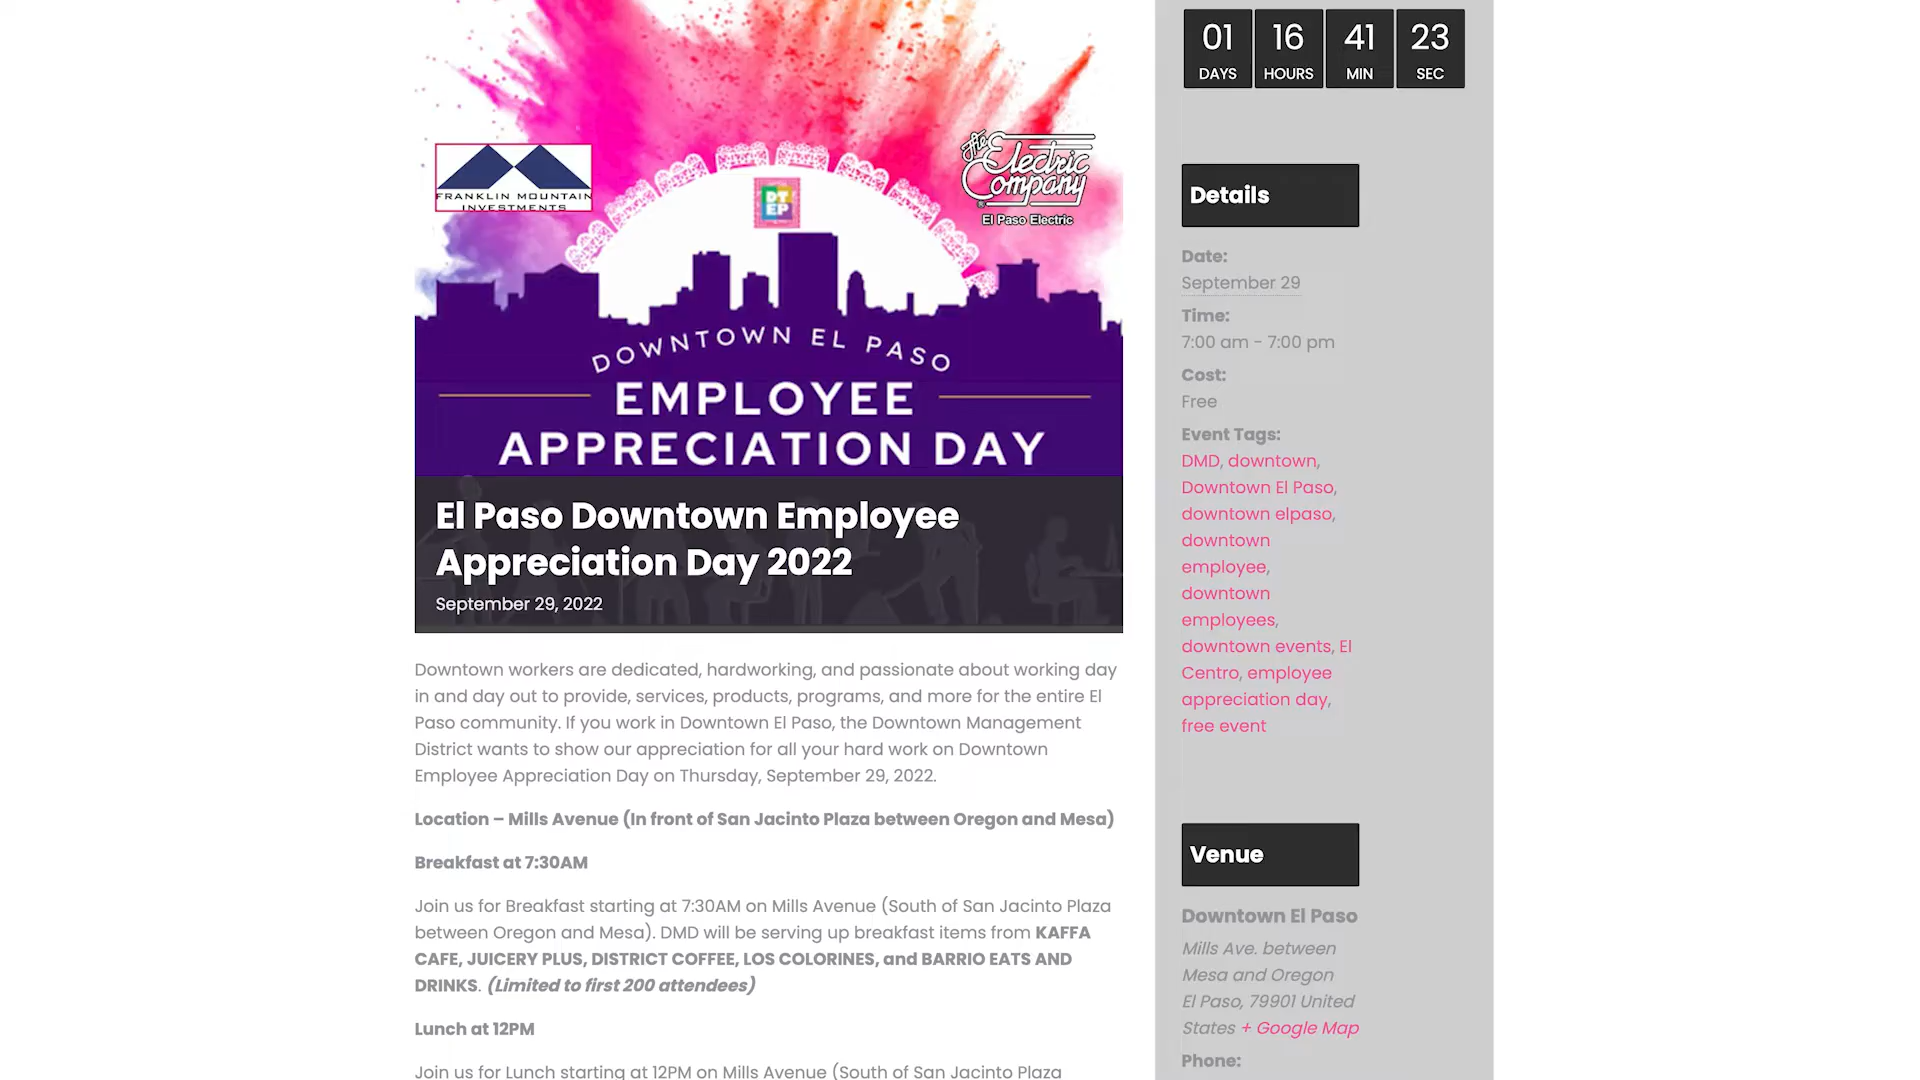 01 16 41 23
DAYS HOURS MIN SEC
FRANKLIN MOUNTAIN
INVESTMENTS
The
Electric
Company
®
El Paso Electric
DT
EP
DOWNTOWN EL PASO
EMPLOYEE
APPRECIATION DAY
El Paso Downtown Employee
Appreciation Day 2022
September 29, 2022
Downtown workers are dedicated, hardworking, and passionate about working day
in and day out to provide, services, products, programs, and more for the entire El
Paso community. If you work in Downtown El Paso, the Downtown Management
District wants to show our appreciation for all your hard work on Downtown
Employee Appreciation Day on Thursday, September 29, 2022.
Location – Mills Avenue (In front of San Jacinto Plaza between Oregon and Mesa)
Breakfast at 7:30AM
Join us for Breakfast starting at 7:30AM on Mills Avenue (South of San Jacinto Plaza
between Oregon and Mesa). DMD will be serving up breakfast items from KAFFA
CAFE, JUICERY PLUS, DISTRICT COFFEE, LOS COLORINES, and BARRIO EATS AND
DRINKS. (Limited to first 200 attendees)
Lunch at 12PM
Join us for Lunch starting at 12PM on Mills Avenue (South of San Jacinto Plaza
Details
Date:
September 29
Time:
7:00 am - 7:00 pm
Cost:
Free
Event Tags:
DMD, downtown,
Downtown El Paso,
downtown elpaso,
downtown
employee,
downtown
employees,
downtown events, El
Centro, employee
appreciation day,
free event
Venue
Downtown El Paso
Mills Ave. between
Mesa and Oregon
El Paso, 79901 United
States + Google Map
Phone: